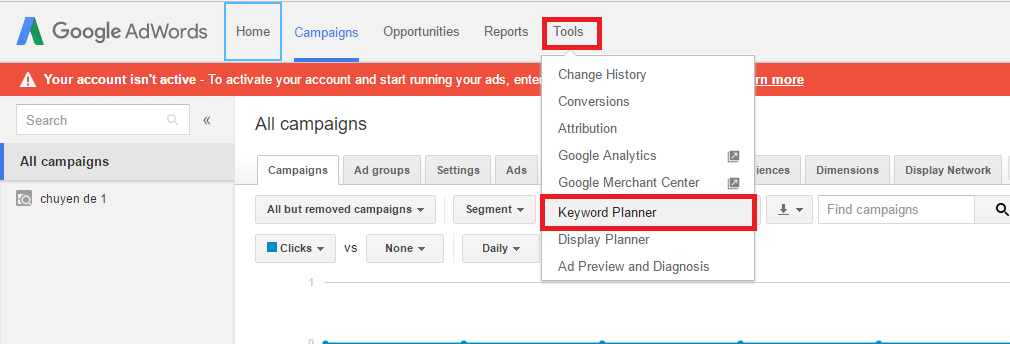 Google AdWords Home Campaigns Opportunities Reports Tools
Your account isn't active - To activate your account and start running your ads, rn more
Search «
All campaigns
chuyen de 1
All campaigns
Campaigns Ad groups Settings Ads iences Dimensions Display Network
All but removed campaigns Segment Find campaigns
Clicks vs None Daily
1
0
Change History
Conversions
Attribution
Google Analytics
Google Merchant Center
Keyword Planner
Display Planner
Ad Preview and Diagnosis